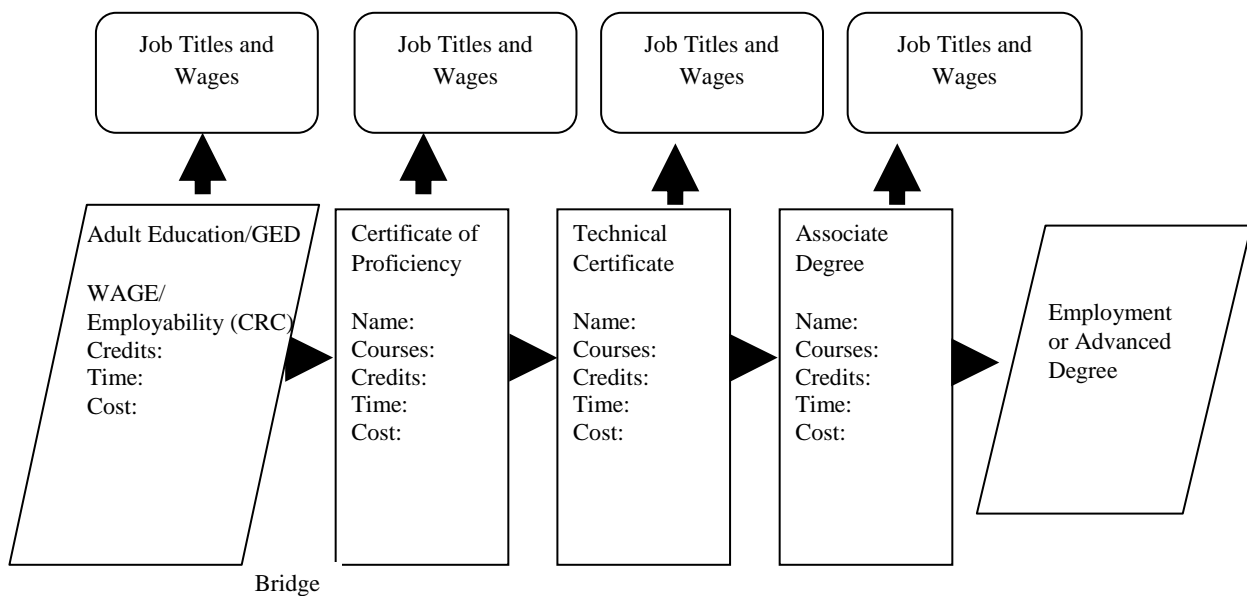 Job Titles and
Wages
Job Titles and
Wages
Job Titles and
Wages
Job Titles and
Wages
Adult Education/GED
WAGE/
Employability (CRC)
Credits:
Time:
Cost:
Certificate of
Proficiency
Name:
Courses:
Credits:
Time:
Cost:
Technical
Certificate
Name:
Courses:
Credits:
Time:
Cost:
Associate
Degree
Name:
Courses:
Credits:
Time:
Cost:
Employment
or Advanced
Degree
Bridge